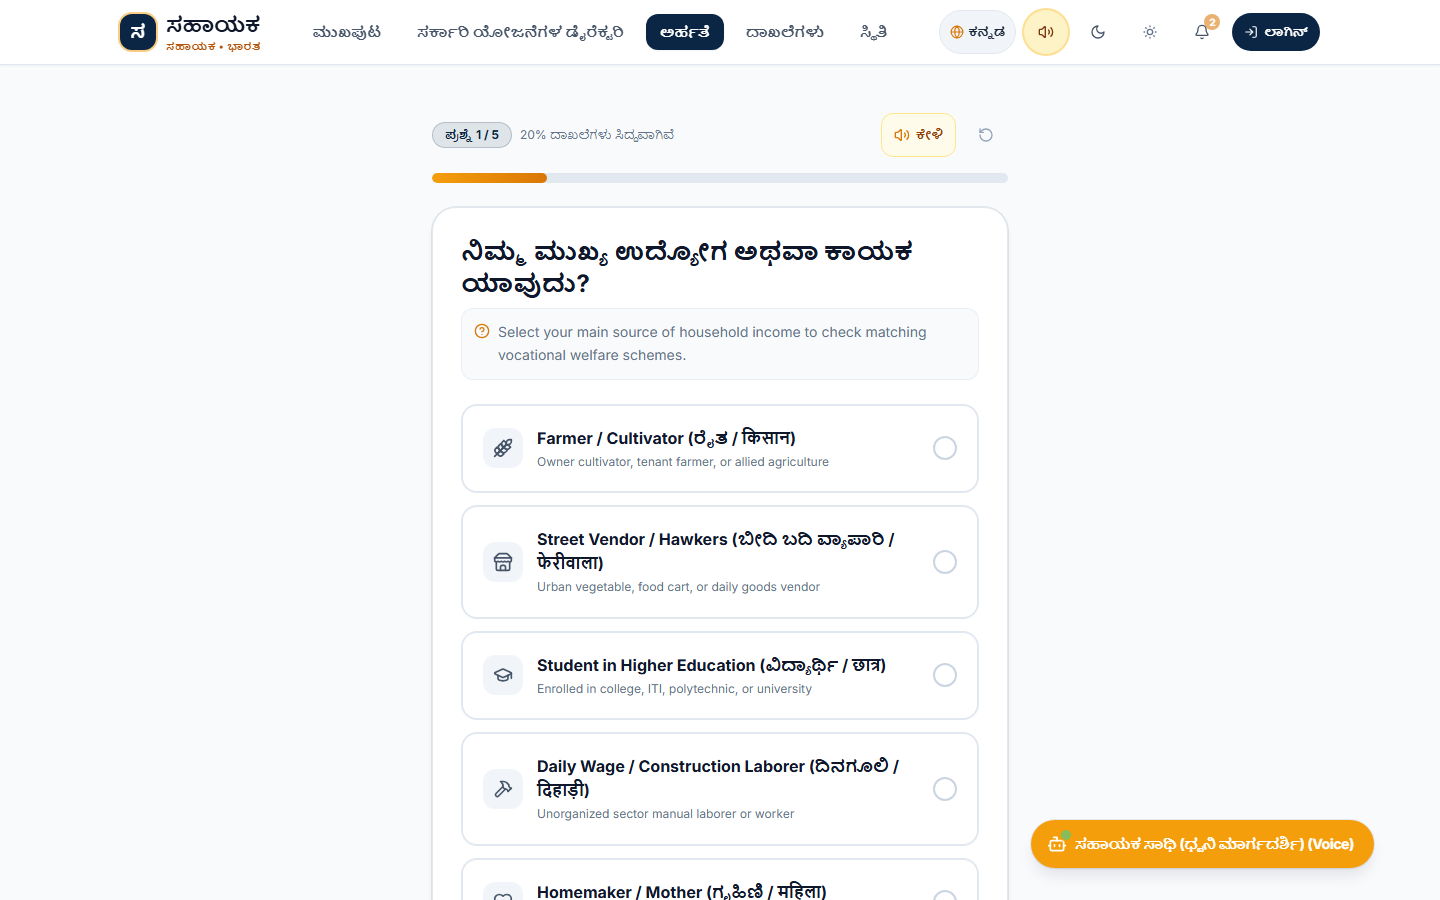 ಸ
ಸಹಾಯಕ
ಸಹಾಯಕ • ಭಾರತ
ಮುಖಪುಟ
ಸರ್ಕಾರಿ ಯೋಜನೆಗಳ ಡೈರೆಕ್ಟರಿ
ಅರ್ಹತೆ
ದಾಖಲೆಗಳು
ಸ್ಥಿತಿ
ಕನ್ನಡ
2
ಲಾಗಿನ್
ಪ್ರಶ್ನೆ 1 / 5
20% ದಾಖಲೆಗಳು ಸಿದ್ಧವಾಗಿವೆ
ಕೇಳಿ
ನಿಮ್ಮ ಮುಖ್ಯ ಉದ್ಯೋಗ ಅಥವಾ ಕಾಯಕ
ಯಾವುದು?
Select your main source of household income to check matching
vocational welfare schemes.
Farmer / Cultivator (ರೈತ / किसान)
Owner cultivator, tenant farmer, or allied agriculture
Street Vendor / Hawkers (ಬೀದಿ ಬದಿ ವ್ಯಾಪಾರಿ /
फेरीवाला)
Urban vegetable, food cart, or daily goods vendor
Student in Higher Education (ವಿದ್ಯಾರ್ಥಿ / छात्र)
Enrolled in college, ITI, polytechnic, or university
Daily Wage / Construction Laborer (ದಿನಗೂಲಿ /
दिहाड़ी)
Unorganized sector manual laborer or worker
ಸಹಾಯಕ ಸಾಥಿ (ಧ್ವನಿ ಮಾರ್ಗದರ್ಶಿ) (Voice)
Homemaker / Mother (ಗೃಹಿಣಿ / महिला)